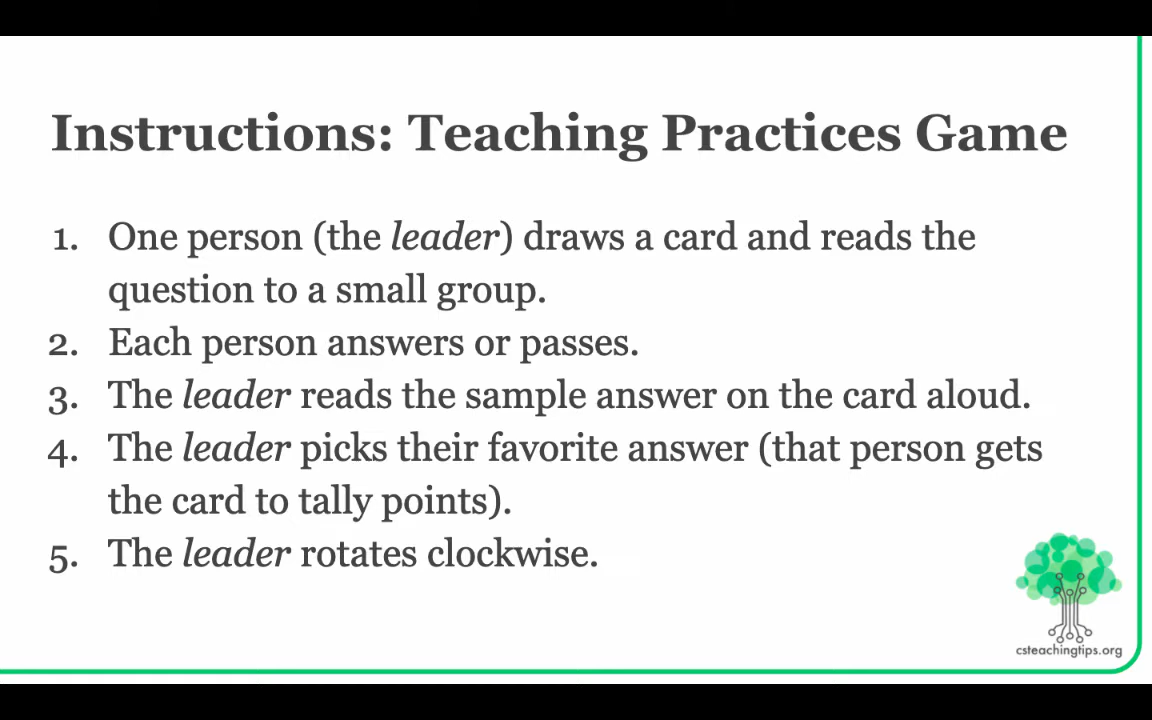 Instructions: Teaching Practices Game
1. One person (the leader) draws a card and reads the
question to a small group.
2. Each person answers or passes.
3. The leader reads the sample answer on the card aloud.
4. The leader picks their favorite answer (that person gets
the card to tally points).
5. The leader rotates clockwise.
csteachingtips.org